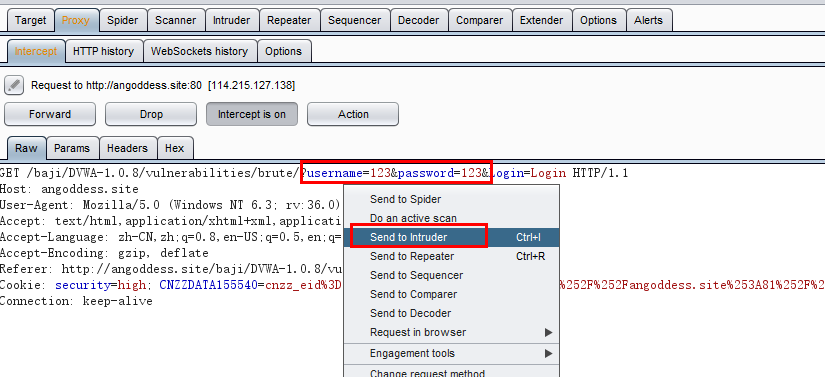 Target Proxy Spider Scanner Intruder Repeater Sequencer Decoder Comparer Extender Options Alerts
Intercept HTTP history WebSockets history Options
Request to http://angoddess.site:80 [114.215.127.138]
Forward Drop Intercept is on Action
Raw Params Headers Hex
GET /baji/DVWA-1.0.8/vulnerabilities/brute/?username=123&password=123&Login=Login HTTP/1.1
Host: angoddess.site
User-Agent: Mozilla/5.0 (Windows NT 6.3; rv:36.0)
Accept: text/html,application/xhtml+xml,application
Accept-Language: zh-CN,zh;q=0.8,en-US;q=0.5,en;q=
Accept-Encoding: gzip, deflate
Referer: http://angoddess.site/baji/DVWA-1.0.8/vu
Cookie: security=high; CNZZDATA155540=cnzz_eid%3D %252F%252Fangoddess.site%253A81%252F%2
Connection: keep-alive
Send to Spider
Do an active scan
Send to Intruder Ctrl+I
Send to Repeater Ctrl+R
Send to Sequencer
Send to Comparer
Send to Decoder
Request in browser
Engagement tools
Change request method